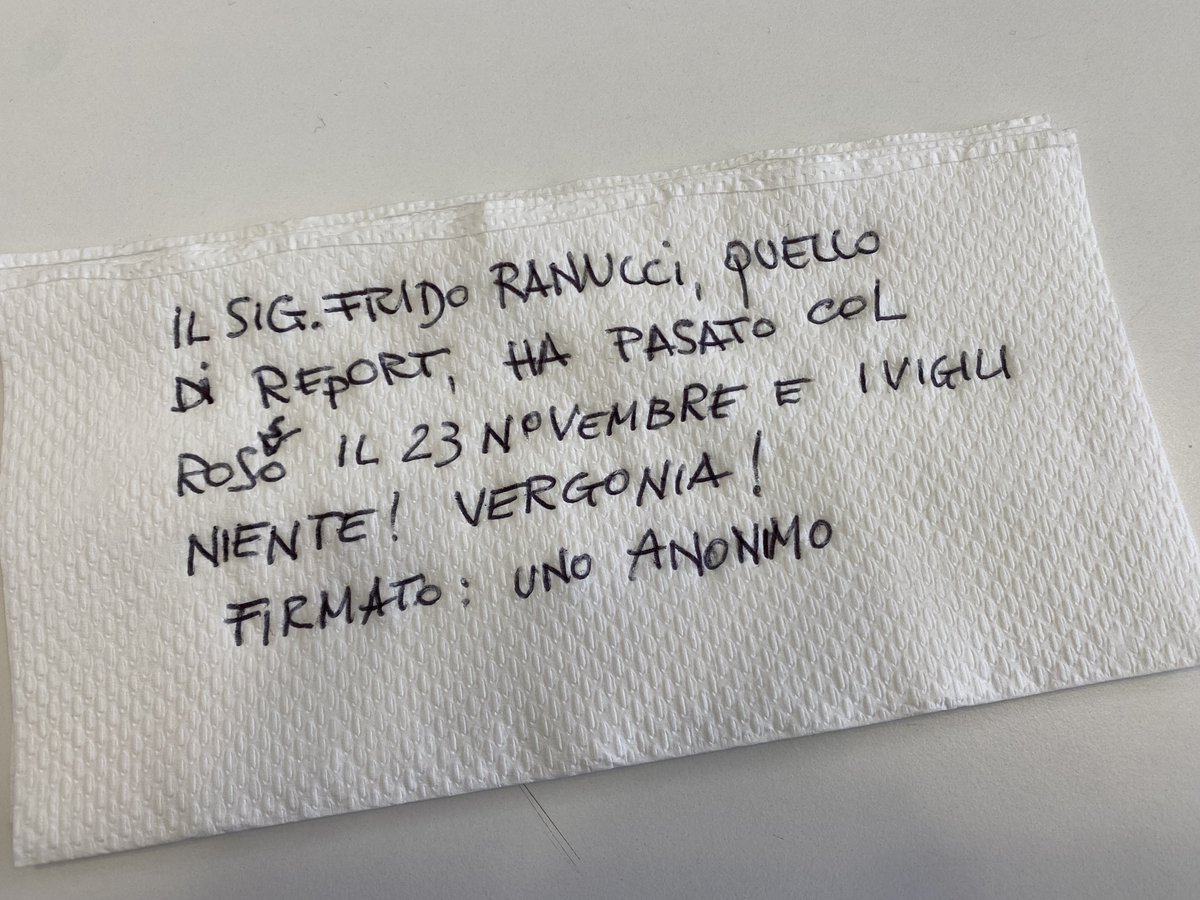 IL SIG. FRIDO RANUCCI, QUELLO
DI REPORT, HA PASATO COL
ROSO IL 23 NOVEMBRE E I VIGILI
NIENTE! VERGONIA!
FIRMATO: UNO ANONIMO